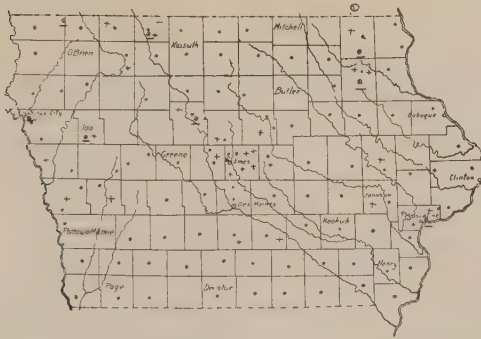 Mitchell
Kossuth
O'Brien
Butler
Dubuque
City
Ida
Greene
Ames
Clinton
Johnson
Des Moines
Muscatine
Keokuk
Pottawattamie
Henry
Page
Decatur